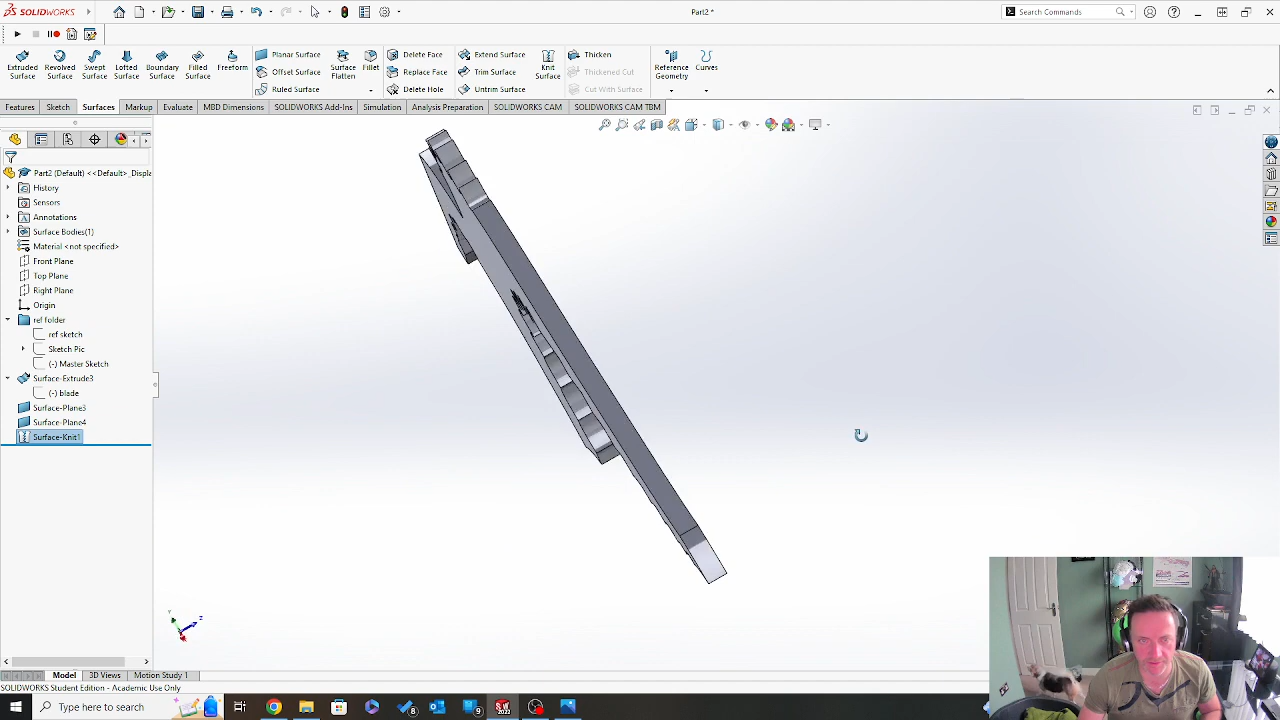 SOLIDWORKS
Part2 *
Search Commands
Extruded Surface
Revolved Surface
Swept Surface
Lofted Surface
Boundary Surface
Filled Surface
Freeform
Planar Surface
Offset Surface
Ruled Surface
Surface Flatten
Fillet
Delete Face
Replace Face
Delete Hole
Extend Surface
Trim Surface
Untrim Surface
Knit Surface
Thicken
Thickened Cut
Cut With Surface
Reference Geometry
Curves
Features Sketch Surfaces Markup Evaluate MBD Dimensions SOLIDWORKS Add-Ins Simulation Analysis Preparation SOLIDWORKS CAM SOLIDWORKS CAM TBM
Part2 (Default) <<Default>_Displa
History
Sensors
Annotations
Surface Bodies(1)
Material <not specified>
Front Plane
Top Plane
Right Plane
Origin
ref folder
ref sketch
Sketch Pic
(-) Master Sketch
Surface-Extrude3
(-) blade
Surface-Plane3
Surface-Plane4
Surface-Knit1
Model 3D Views Motion Study 1
SOLIDWORKS Student Edition - Academic Use Only
Type here to search